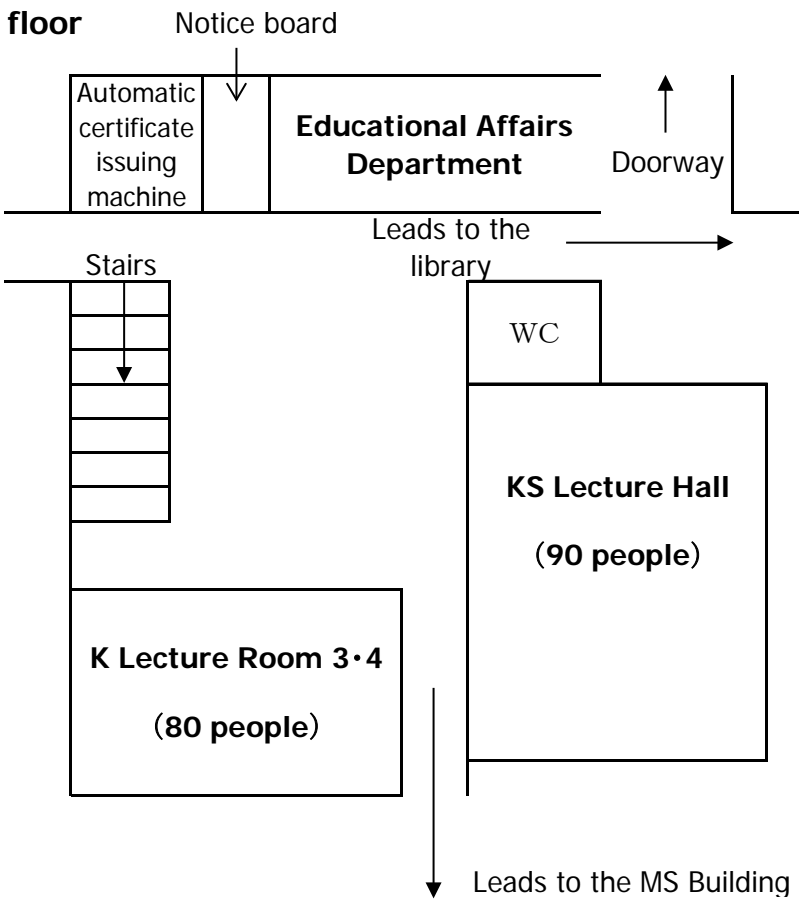 floor
Notice board
Automatic
certificate
issuing
machine
Educational Affairs
Department
Doorway
Leads to the
library
Stairs
WC
KS Lecture Hall
（90 people）
K Lecture Room 3・4
（80 people）
Leads to the MS Building